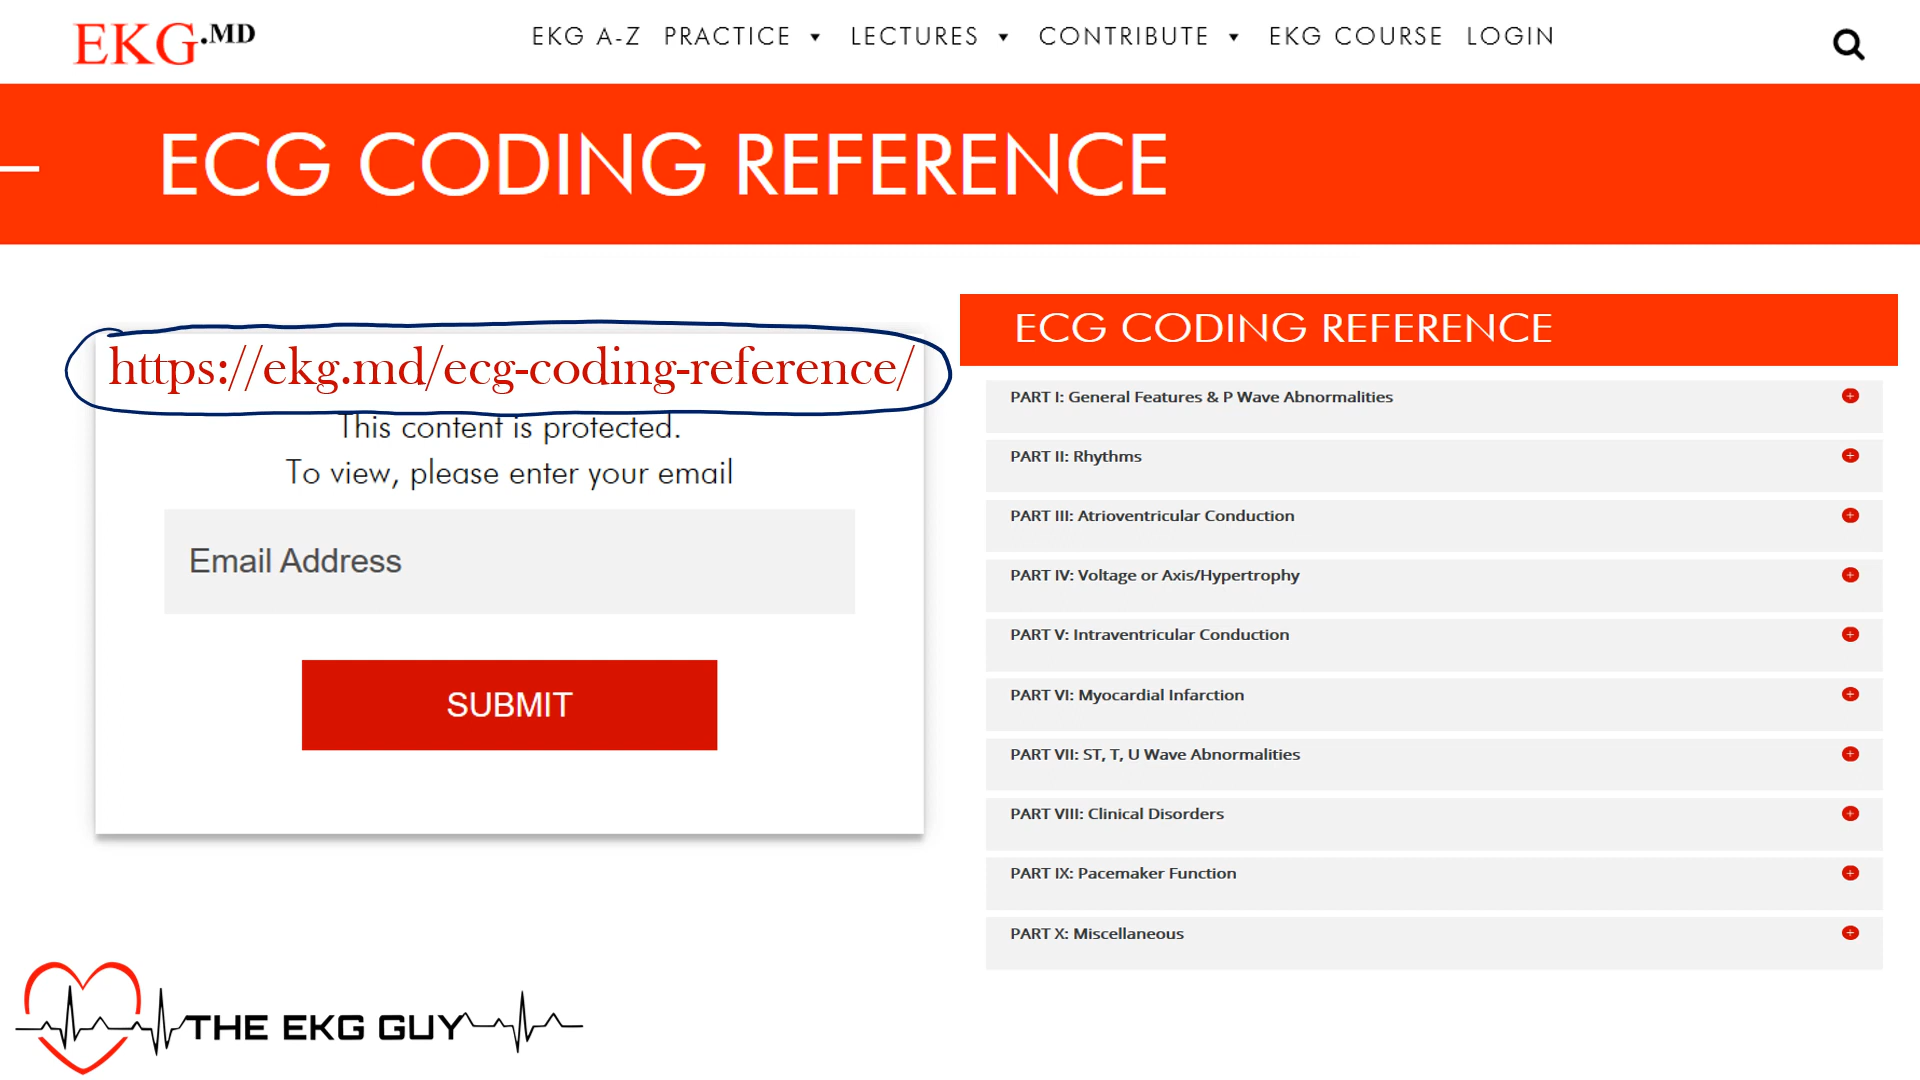 EKG.MD
EKG A-Z PRACTICE LECTURES CONTRIBUTE EKG COURSE LOGIN
ECG CODING REFERENCE
https://ekg.md/ecg-coding-reference/
This content is protected.
To view, please enter your email
Email Address
SUBMIT
ECG CODING REFERENCE
PART I: General Features & P Wave Abnormalities
PART II: Rhythms
PART III: Atrioventricular Conduction
PART IV: Voltage or Axis/Hypertrophy
PART V: Intraventricular Conduction
PART VI: Myocardial Infarction
PART VII: ST, T, U Wave Abnormalities
PART VIII: Clinical Disorders
PART IX: Pacemaker Function
PART X: Miscellaneous
THE EKG GUY